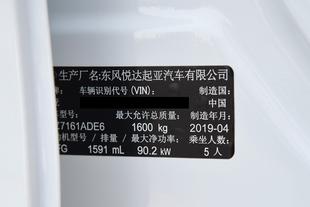 生产厂名:东风悦达起亚汽车有限公司
车辆识别代号(VIN): 制造国:
中国
最大允许总质量: 制造年月:
Z7161ADE6 1600 kg 2019-04
机型号/排量/最大净功率: 乘坐人数:
FG 1591 mL 90.2 kW 5 人